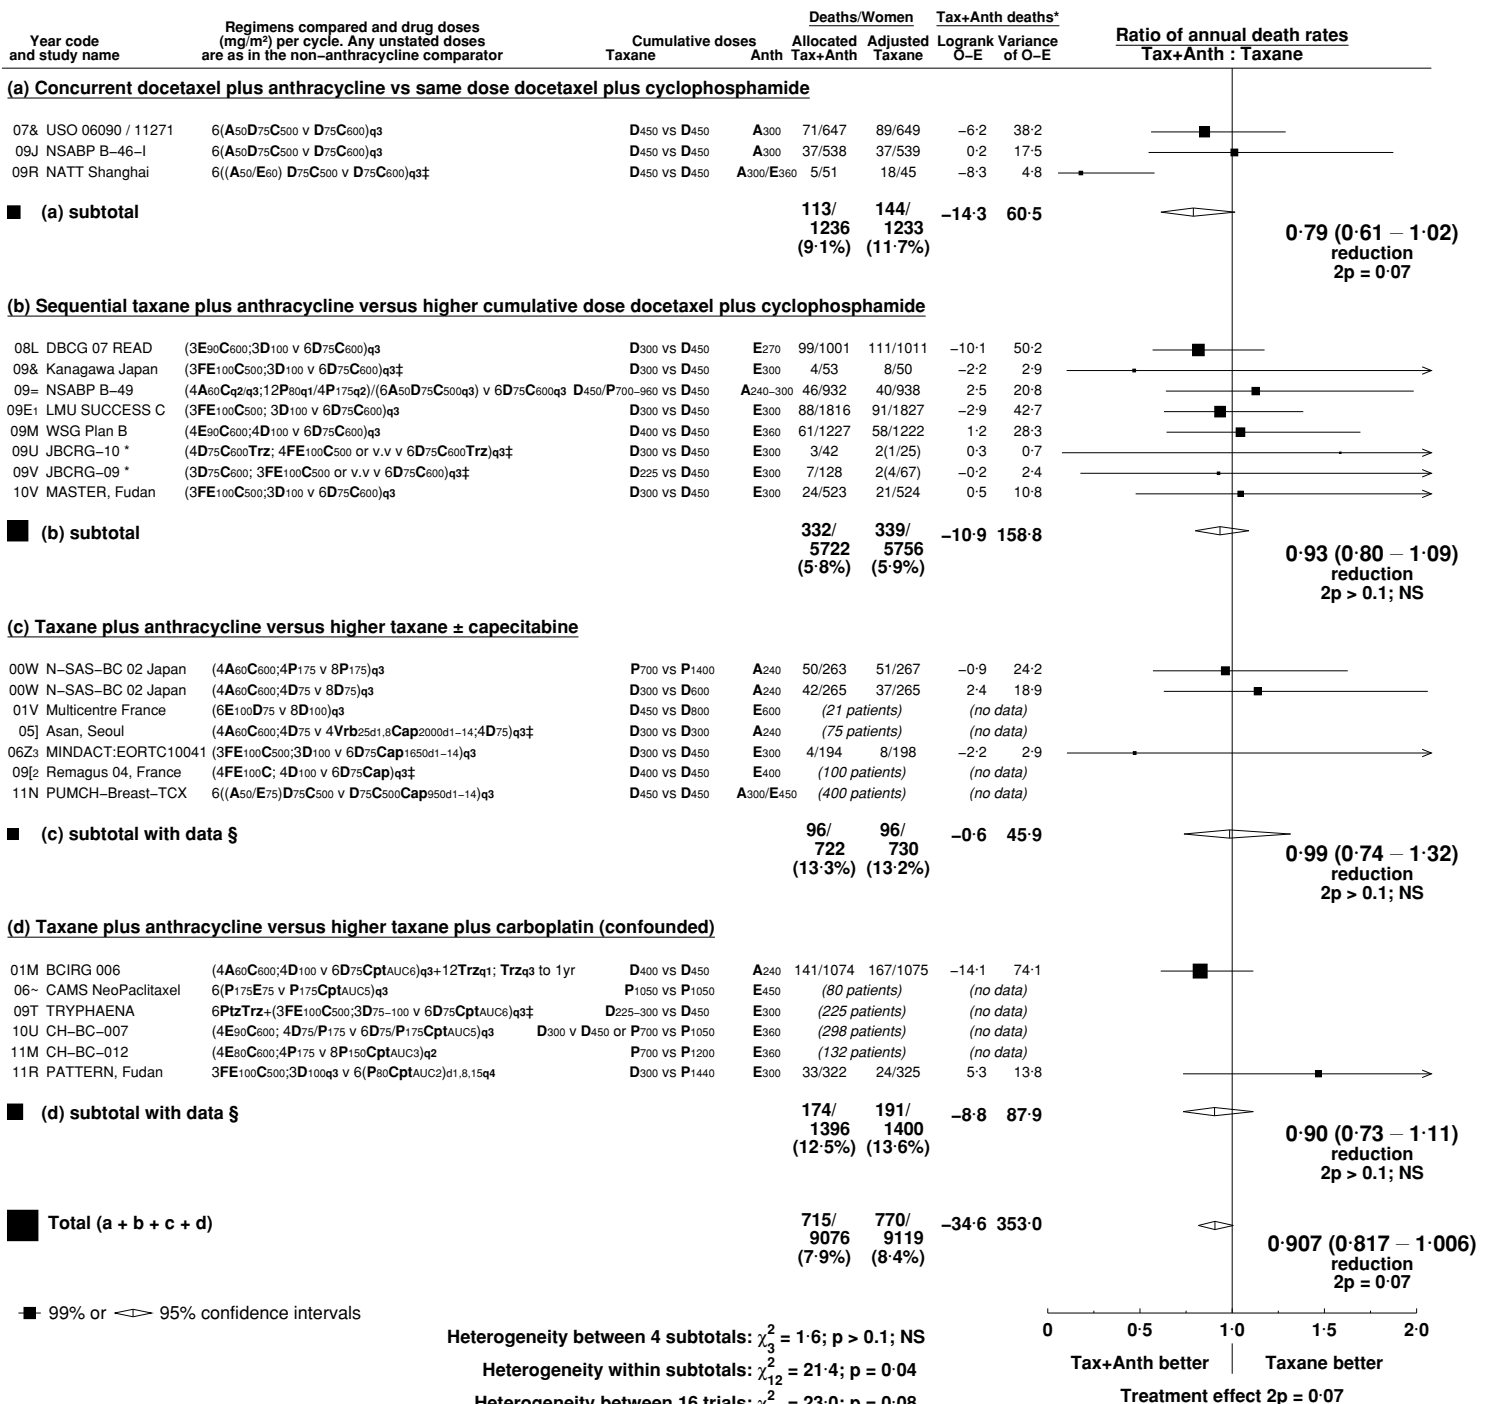 Deaths/Women Tax+Anth deaths*
Year code and study name
Regimens compared and drug doses (mg/m²) per cycle. Any unstated doses are as in the non−anthracycline comparator
Cumulative doses
Taxane Anth
Allocated Tax+Anth
Adjusted Taxane
Logrank O−E
Variance of O−E
Ratio of annual death rates
Tax+Anth : Taxane
(a) Concurrent docetaxel plus anthracycline vs same dose docetaxel plus cyclophosphamide
07& USO 06090 / 11271 6(A50D75C500 v D75C600)q3 D450 vs D450 A300 71/647 89/649 −6·2 38·2
09J NSABP B−46−I 6(A50D75C500 v D75C600)q3 D450 vs D450 A300 37/538 37/539 0·2 17·5
09R NATT Shanghai 6((A50/E60) D75C500 v D75C600)q3‡ D450 vs D450 A300/E360 5/51 18/45 −8·3 4·8
(a) subtotal 113/ 144/ −14·3 60·5
1236 1233
(9·1%) (11·7%)
0·79 (0·61 − 1·02)
reduction
2p = 0·07
(b) Sequential taxane plus anthracycline versus higher cumulative dose docetaxel plus cyclophosphamide
08L DBCG 07 READ (3E90C600;3D100 v 6D75C600)q3 D300 vs D450 E270 99/1001 111/1011 −10·1 50·2
09& Kanagawa Japan (3FE100C500;3D100 v 6D75C600)q3‡ D300 vs D450 E300 4/53 8/50 −2·2 2·9
09= NSABP B−49 (4A60Cq2/q3;12P80q1/4P175q2)/(6A50D75C500q3) v 6D75C600q3 D450/P700−960 vs D450 A240−300 46/932 40/938 2·5 20·8
09E1 LMU SUCCESS C (3FE100C500; 3D100 v 6D75C600)q3 D300 vs D450 E300 88/1816 91/1827 −2·9 42·7
09M WSG Plan B (4E90C600;4D100 v 6D75C600)q3 D400 vs D450 E360 61/1227 58/1222 1·2 28·3
09U JBCRG−10 * (4D75C600Trz; 4FE100C500 or v.v v 6D75C600Trz)q3‡ D300 vs D450 E300 3/42 2(1/25) 0·3 0·7
09V JBCRG−09 * (3D75C600; 3FE100C500 or v.v v 6D75C600)q3‡ D225 vs D450 E300 7/128 2(4/67) −0·2 2·4
10V MASTER, Fudan (3FE100C500;3D100 v 6D75C600)q3 D300 vs D450 E300 24/523 21/524 0·5 10·8
(b) subtotal 332/ 339/ −10·9 158·8
5722 5756
(5·8%) (5·9%)
0·93 (0·80 − 1·09)
reduction
2p > 0.1; NS
(c) Taxane plus anthracycline versus higher taxane ± capecitabine
00W N−SAS−BC 02 Japan (4A60C600;4P175 v 8P175)q3 P700 vs P1400 A240 50/263 51/267 −0·9 24·2
00W N−SAS−BC 02 Japan (4A60C600;4D75 v 8D75)q3 D300 vs D600 A240 42/265 37/265 2·4 18·9
01V Multicentre France (6E100D75 v 8D100)q3 D450 vs D800 E600 (21 patients) (no data)
05] Asan, Seoul (4A60C600;4D75 v 4Vrb25d1,8Cap2000d1−14;4D75)q3‡ D300 vs D300 A240 (75 patients) (no data)
06Z3 MINDACT:EORTC10041 (3FE100C500;3D100 v 6D75Cap1650d1−14)q3 D300 vs D450 E300 4/194 8/198 −2·2 2·9
09[2 Remagus 04, France (4FE100C; 4D100 v 6D75Cap)q3‡ D400 vs D450 E400 (100 patients) (no data)
11N PUMCH−Breast−TCX 6((A50/E75)D75C500 v D75C500Cap950d1−14)q3 D450 vs D450 A300/E450 (400 patients) (no data)
(c) subtotal with data § 96/ 96/ −0·6 45·9
722 730
(13·3%) (13·2%)
0·99 (0·74 − 1·32)
reduction
2p > 0.1; NS
(d) Taxane plus anthracycline versus higher taxane plus carboplatin (confounded)
01M BCIRG 006 (4A60C600;4D100 v 6D75CptAUC6)q3+12Trzq1; Trzq3 to 1yr D400 vs D450 A240 141/1074 167/1075 −14·1 74·1
06~ CAMS NeoPaclitaxel 6(P175E75 v P175CptAUC5)q3 P1050 vs P1050 E450 (80 patients) (no data)
09T TRYPHAENA 6PtzTrz+(3FE100C500;3D75−100 v 6D75CptAUC6)q3‡ D225−300 vs D450 E300 (225 patients) (no data)
10U CH−BC−007 (4E90C600; 4D75/P175 v 6D75/P175CptAUC5)q3 D300 v D450 or P700 vs P1050 E360 (298 patients) (no data)
11M CH−BC−012 (4E80C600;4P175 v 8P150CptAUC3)q2 P700 vs P1200 E360 (132 patients) (no data)
11R PATTERN, Fudan 3FE100C500;3D100q3 v 6(P80CptAUC2)d1,8,15q4 D300 vs P1440 E300 33/322 24/325 5·3 13·8
(d) subtotal with data § 174/ 191/ −8·8 87·9
1396 1400
(12·5%) (13·6%)
0·90 (0·73 − 1·11)
reduction
2p > 0.1; NS
Total (a + b + c + d) 715/ 770/ −34·6 353·0
9076 9119
(7·9%) (8·4%)
0·907 (0·817 − 1·006)
reduction
2p = 0·07
99% or 95% confidence intervals
0 0·5 1·0 1·5 2·0
Tax+Anth better Taxane better
Treatment effect 2p = 0·07
Heterogeneity between 4 subtotals: χ²3 = 1·6; p > 0.1; NS
Heterogeneity within subtotals: χ²12 = 21·4; p = 0·04
Heterogeneity between 16 trials: χ² = 23·0; p = 0·08